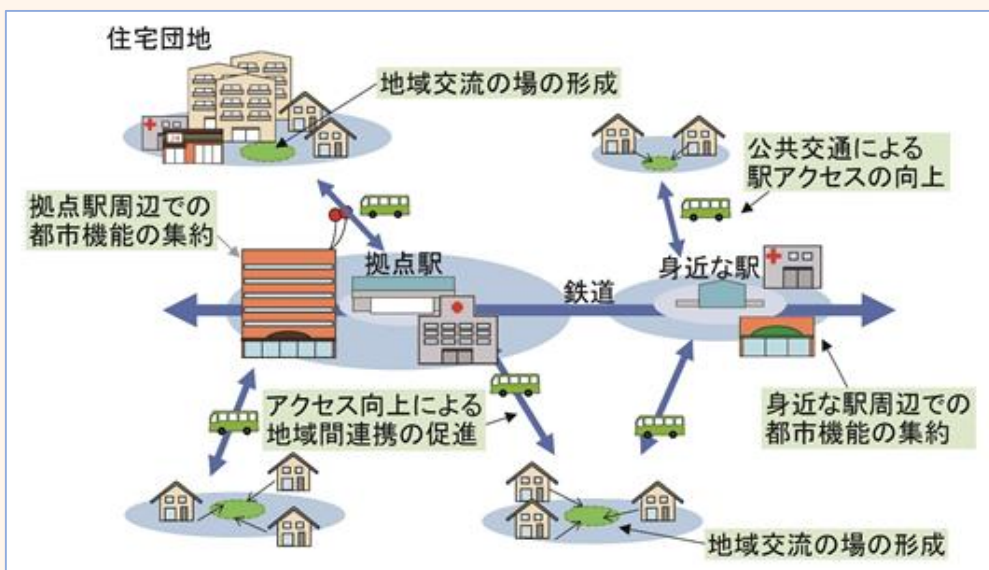 住宅団地
地域交流の場の形成
公共交通による
駅アクセスの向上
拠点駅周辺での
都市機能の集約
拠点駅
身近な駅
鉄道
アクセス向上による
地域間連携の促進
身近な駅周辺での
都市機能の集約
地域交流の場の形成